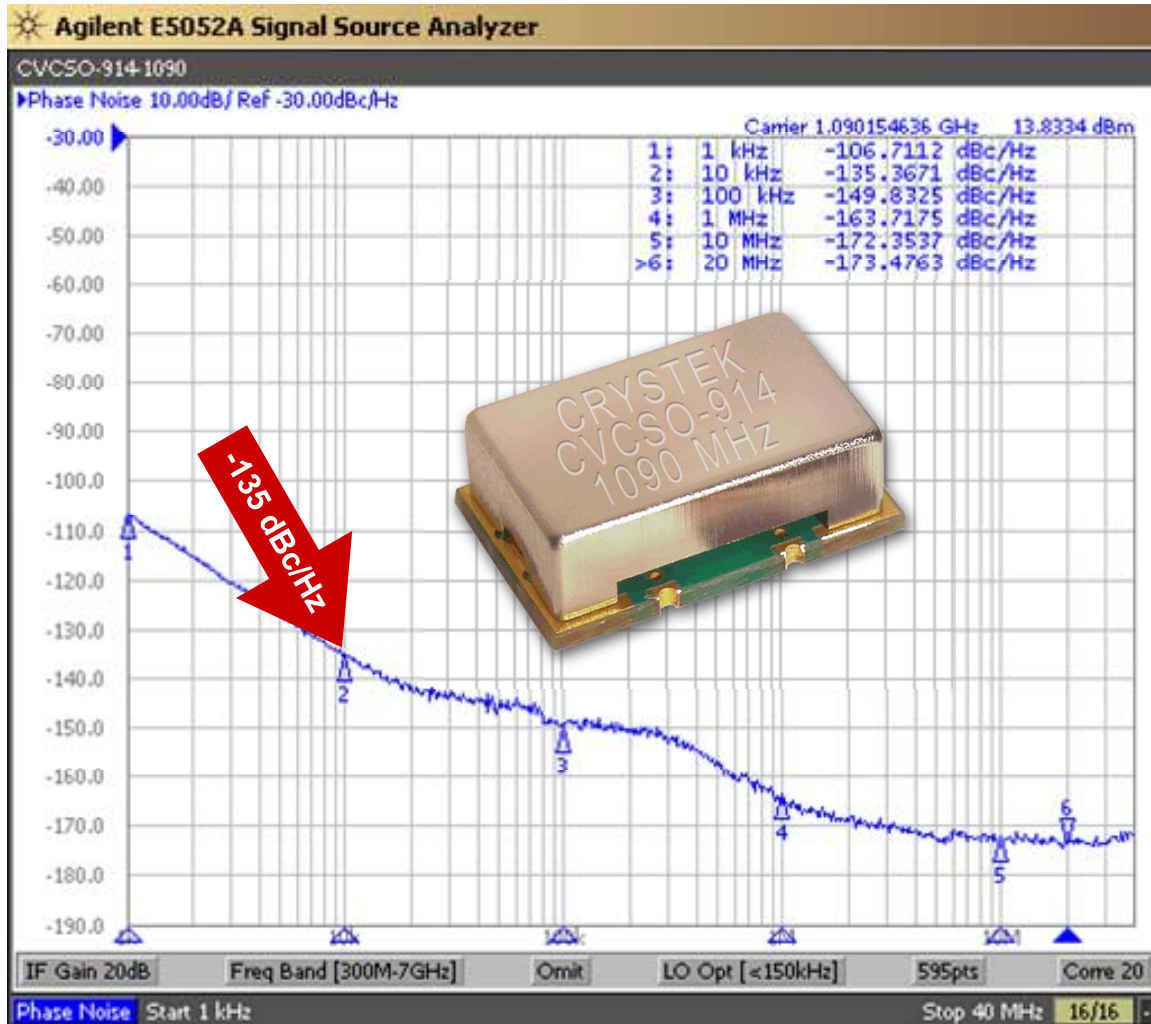 Agilent E5052A Signal Source Analyzer
CVCSO-914-1090
Phase Noise 10.00dB/ Ref -30.00dBc/Hz
Carrier 1.090154636 GHz 13.8334 dBm
1: 1 kHz -106.7112 dBc/Hz
2: 10 kHz -135.3671 dBc/Hz
3: 100 kHz -149.8325 dBc/Hz
4: 1 MHz -163.7175 dBc/Hz
5: 10 MHz -172.3537 dBc/Hz
>6: 20 MHz -173.4763 dBc/Hz
-30.00
-40.00
-50.00
-60.00
-70.00
-80.00
-90.00
-100.0
-110.0
-120.0
-130.0
-140.0
-150.0
-160.0
-170.0
-180.0
-190.0
CRYSTEK
CVCSO-914
1090 MHz
-135 dBc/Hz
1
2
3
4
5
6
IF Gain 20dB Freq Band [300M-7GHz] Omit LO Opt [<150kHz] 595pts Corre 20
Phase Noise Start 1 kHz Stop 40 MHz 16/16